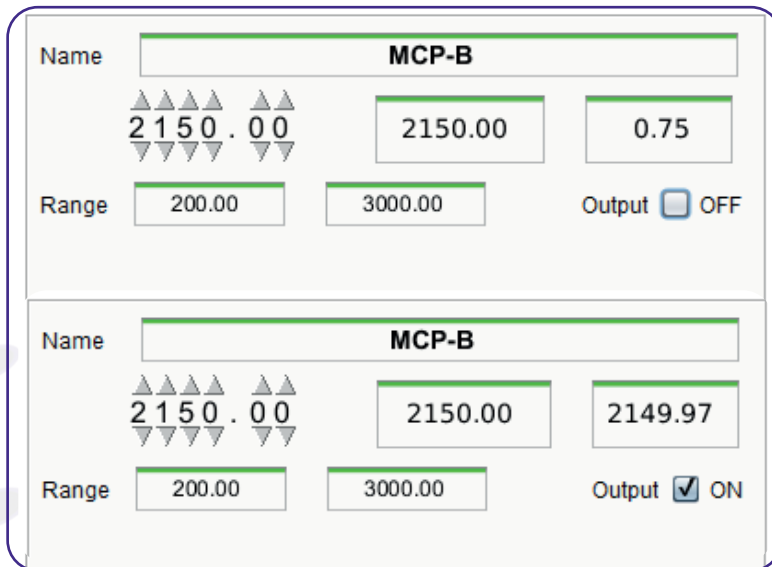 Name MCP-B
2150.00 2150.00 0.75
Range 200.00 3000.00 Output OFF
Name MCP-B
2150.00 2150.00 2149.97
Range 200.00 3000.00 Output ON